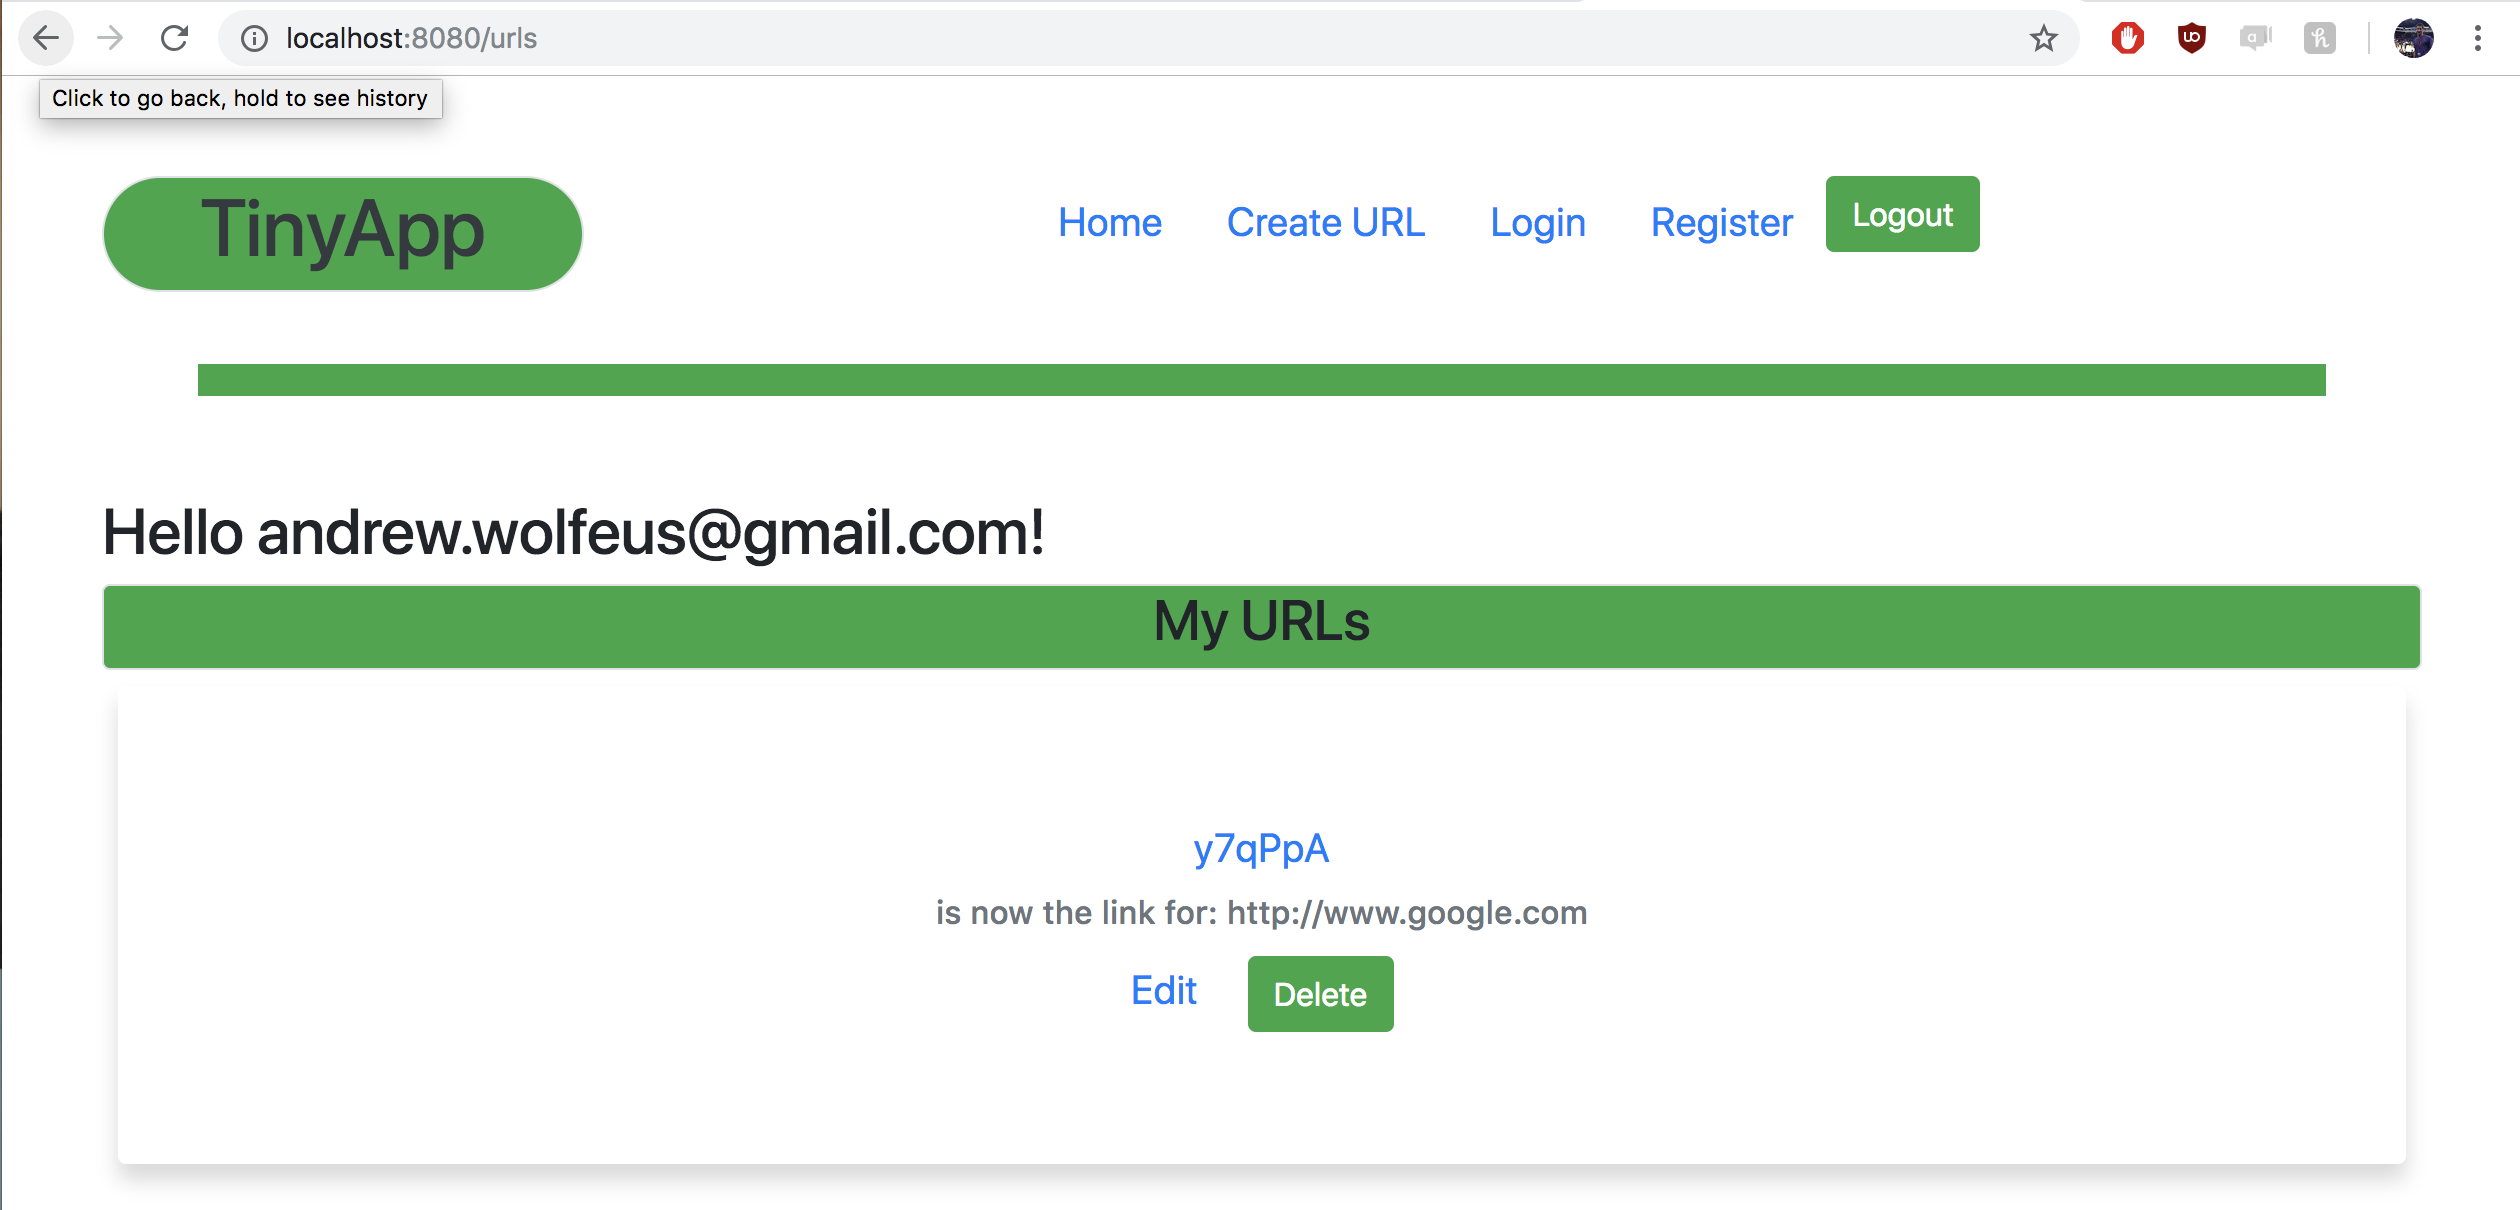 localhost:8080/urls
Click to go back, hold to see history
TinyApp
Home Create URL Login Register Logout
Hello andrew.wolfeus@gmail.com!
My URLs
y7qPpA
is now the link for: http://www.google.com
Edit Delete